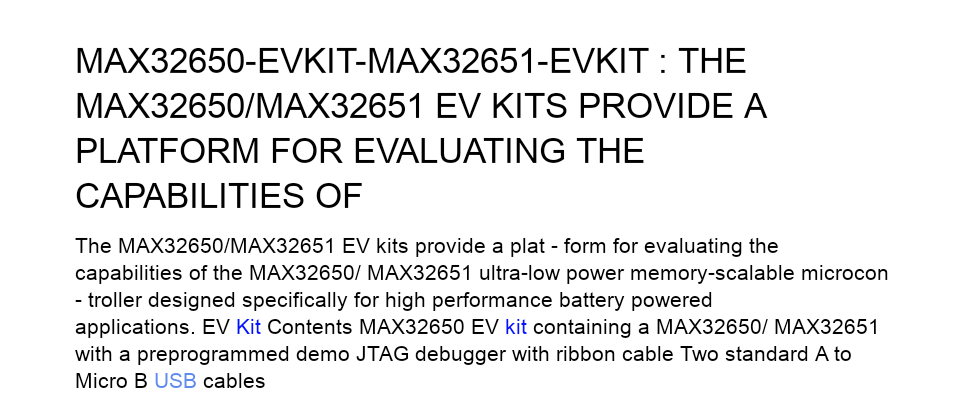 MAX32650-EVKIT-MAX32651-EVKIT : THE
MAX32650/MAX32651 EV KITS PROVIDE A
PLATFORM FOR EVALUATING THE
CAPABILITIES OF
The MAX32650/MAX32651 EV kits provide a plat - form for evaluating the
capabilities of the MAX32650/ MAX32651 ultra-low power memory-scalable microcon
- troller designed specifically for high performance battery powered
applications. EV Kit Contents MAX32650 EV kit containing a MAX32650/ MAX32651
with a preprogrammed demo JTAG debugger with ribbon cable Two standard A to
Micro B USB cables